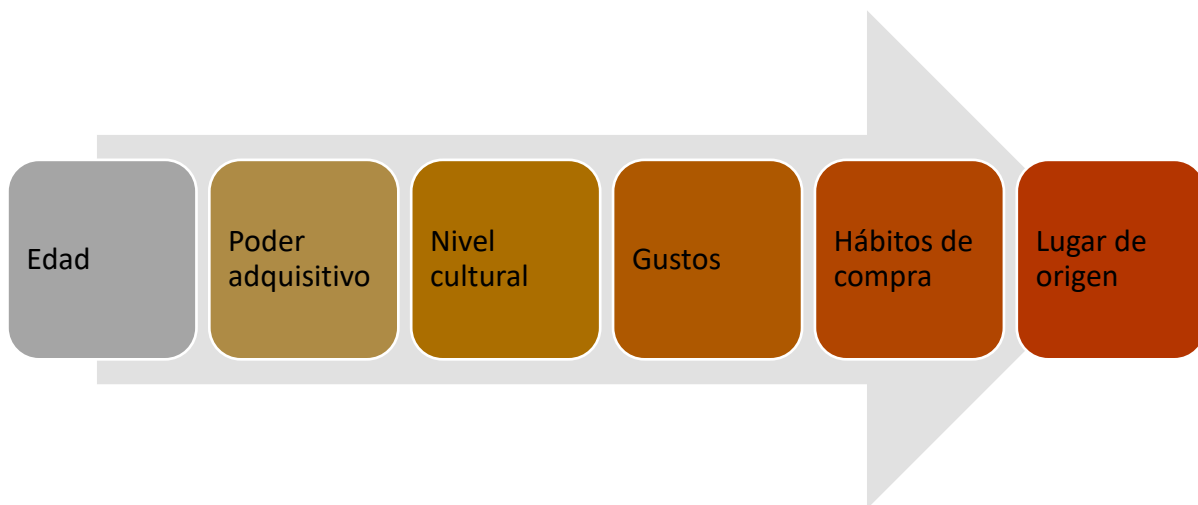 Edad
Poder
adquisitivo
Nivel
cultural
Gustos
Hábitos de
compra
Lugar de
origen